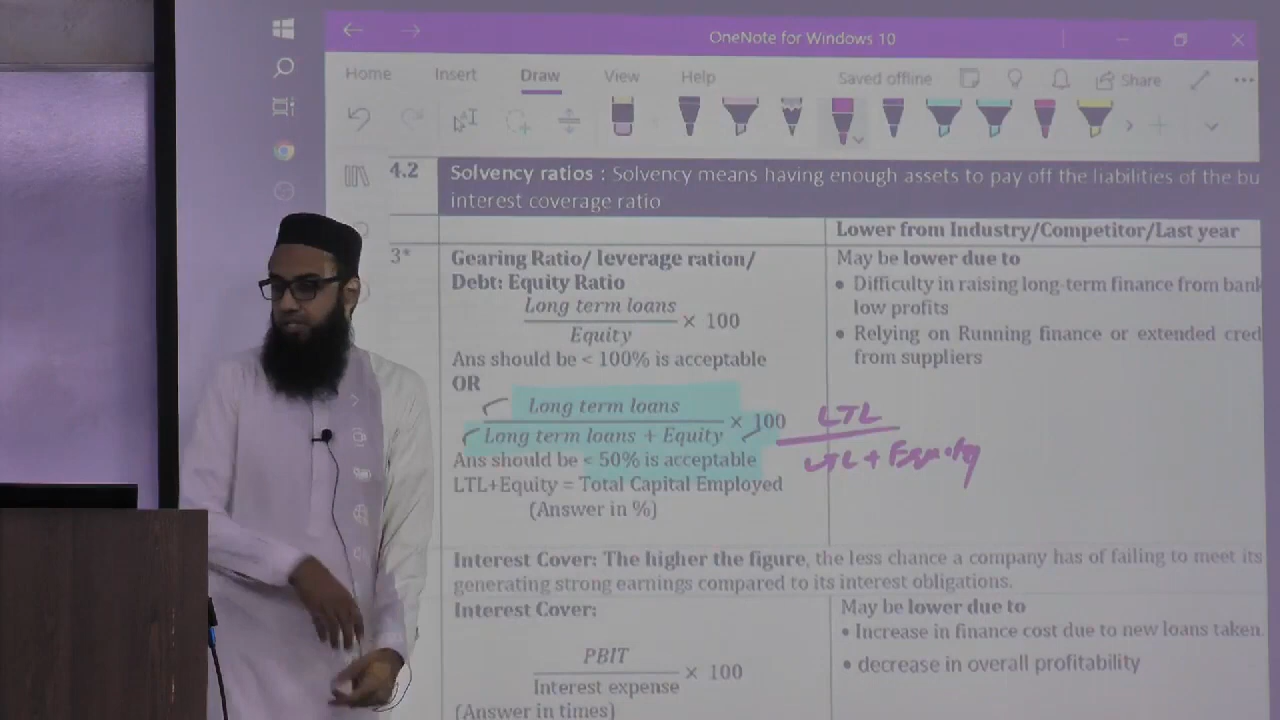 OneNote for Windows 10
Home Insert Draw View Help Saved offline Share
4.2 Solvency ratios : Solvency means having enough assets to pay off the liabilities of the bu
interest coverage ratio
Lower from Industry/Competitor/Last year
3* Gearing Ratio/ leverage ration/
Debt: Equity Ratio
Long term loans
Equity
× 100
Ans should be < 100% is acceptable
OR
Long term loans
Long term loans + Equity
× 100
Ans should be < 50% is acceptable
LTL+Equity = Total Capital Employed
(Answer in %)
May be lower due to
• Difficulty in raising long-term finance from bank
low profits
• Relying on Running finance or extended cred
from suppliers
LTL
LTL + Equity
Interest Cover: The higher the figure, the less chance a company has of failing to meet its
generating strong earnings compared to its interest obligations.
Interest Cover:
PBIT
Interest expense
× 100
(Answer in times)
May be lower due to
• Increase in finance cost due to new loans taken.
• decrease in overall profitability